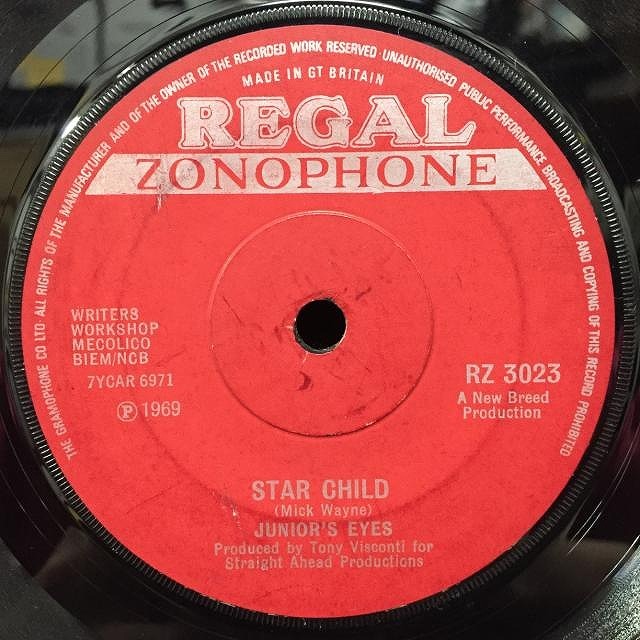 THE GRAMOPHONE CO LTD · ALL RIGHTS OF THE MANUFACTURER AND OF THE OWNER OF THE RECORDED WORK RESERVED · UNAUTHORISED PUBLIC PERFORMANCE BROADCASTING AND COPYING OF THIS RECORD PROHIBITED
MADE IN GT BRITAIN
REGAL
ZONOPHONE
WRITERS
WORKSHOP
MECOLICO
BIEM/NCB
7YCAR 6971
Ⓟ 1969
RZ 3023
A New Breed
Production
STAR CHILD
(Mick Wayne)
JUNIOR'S EYES
Produced by Tony Visconti for
Straight Ahead Productions